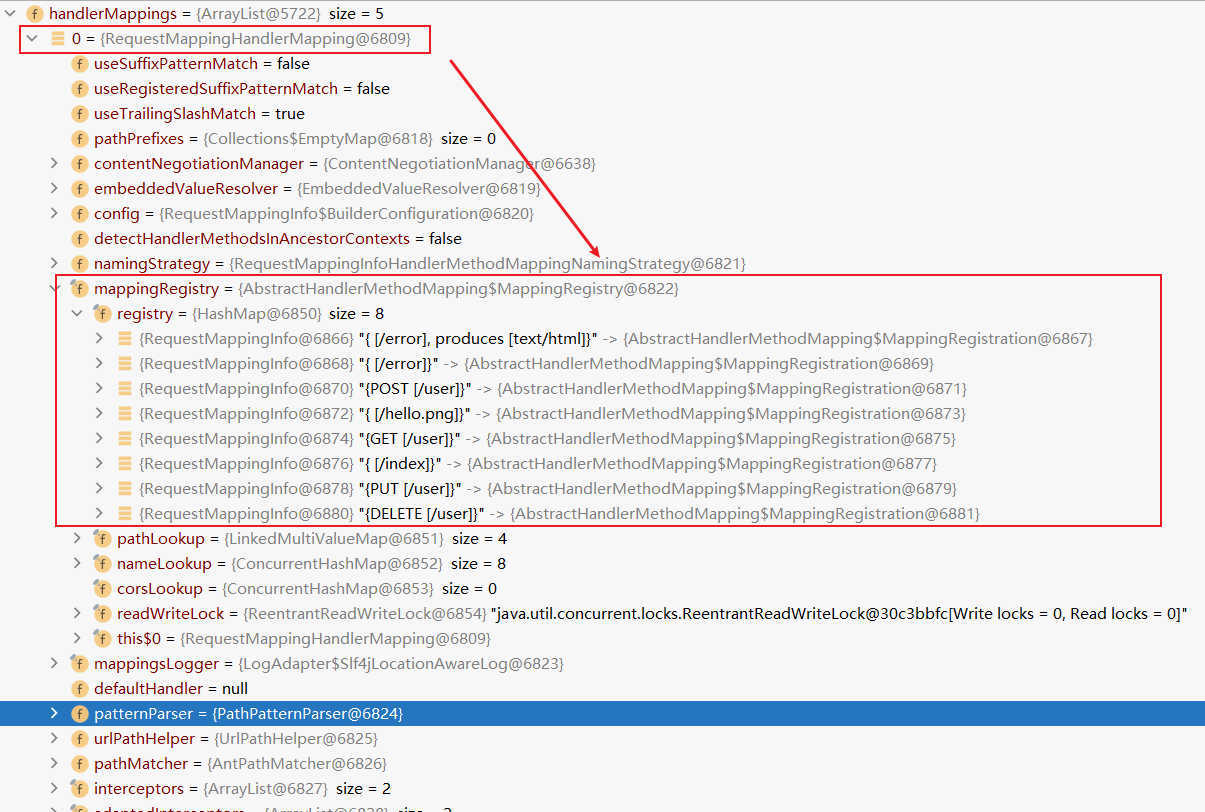 handlerMappings = {ArrayList@5722} size = 5
0 = {RequestMappingHandlerMapping@6809}
useSuffixPatternMatch = false
useRegisteredSuffixPatternMatch = false
useTrailingSlashMatch = true
pathPrefixes = {Collections$EmptyMap@6818} size = 0
contentNegotiationManager = {ContentNegotiationManager@6638}
embeddedValueResolver = {EmbeddedValueResolver@6819}
config = {RequestMappingInfo$BuilderConfiguration@6820}
detectHandlerMethodsInAncestorContexts = false
namingStrategy = {RequestMappingInfoHandlerMethodMappingNamingStrategy@6821}
mappingRegistry = {AbstractHandlerMethodMapping$MappingRegistry@6822}
registry = {HashMap@6850} size = 8
{RequestMappingInfo@6866} "{ [/error], produces [text/html]}" -> {AbstractHandlerMethodMapping$MappingRegistration@6867}
{RequestMappingInfo@6868} "{ [/error]}" -> {AbstractHandlerMethodMapping$MappingRegistration@6869}
{RequestMappingInfo@6870} "{POST [/user]}" -> {AbstractHandlerMethodMapping$MappingRegistration@6871}
{RequestMappingInfo@6872} "{ [/hello.png]}" -> {AbstractHandlerMethodMapping$MappingRegistration@6873}
{RequestMappingInfo@6874} "{GET [/user]}" -> {AbstractHandlerMethodMapping$MappingRegistration@6875}
{RequestMappingInfo@6876} "{ [/index]}" -> {AbstractHandlerMethodMapping$MappingRegistration@6877}
{RequestMappingInfo@6878} "{PUT [/user]}" -> {AbstractHandlerMethodMapping$MappingRegistration@6879}
{RequestMappingInfo@6880} "{DELETE [/user]}" -> {AbstractHandlerMethodMapping$MappingRegistration@6881}
pathLookup = {LinkedMultiValueMap@6851} size = 4
nameLookup = {ConcurrentHashMap@6852} size = 8
corsLookup = {ConcurrentHashMap@6853} size = 0
readWriteLock = {ReentrantReadWriteLock@6854} "java.util.concurrent.locks.ReentrantReadWriteLock@30c3bbfc[Write locks = 0, Read locks = 0]"
this$0 = {RequestMappingHandlerMapping@6809}
mappingsLogger = {LogAdapter$Slf4jLocationAwareLog@6823}
defaultHandler = null
patternParser = {PathPatternParser@6824}
urlPathHelper = {UrlPathHelper@6825}
pathMatcher = {AntPathMatcher@6826}
interceptors = {ArrayList@6827} size = 2